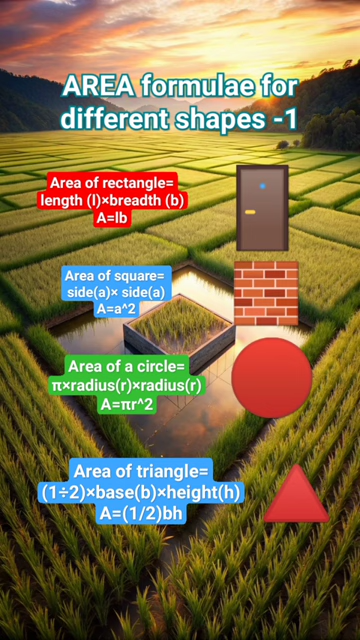 AREA formulae for
different shapes -1
Area of rectangle=
length (l)×breadth (b)
A=lb
Area of square=
side(a)× side(a)
A=a^2
Area of a circle=
π×radius(r)×radius(r)
A=πr^2
Area of triangle=
(1÷2)×base(b)×height(h)
A=(1/2)bh